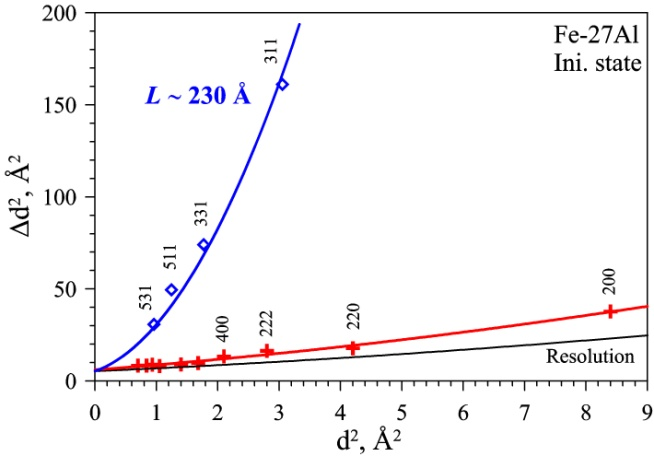 200
Fe-27Al
Ini. state
311
L ~ 230 Å
150
Δd², Å²
100
331
511
531
50
400
222
220
200
Resolution
0
0 1 2 3 4 5 6 7 8 9
d², Å²